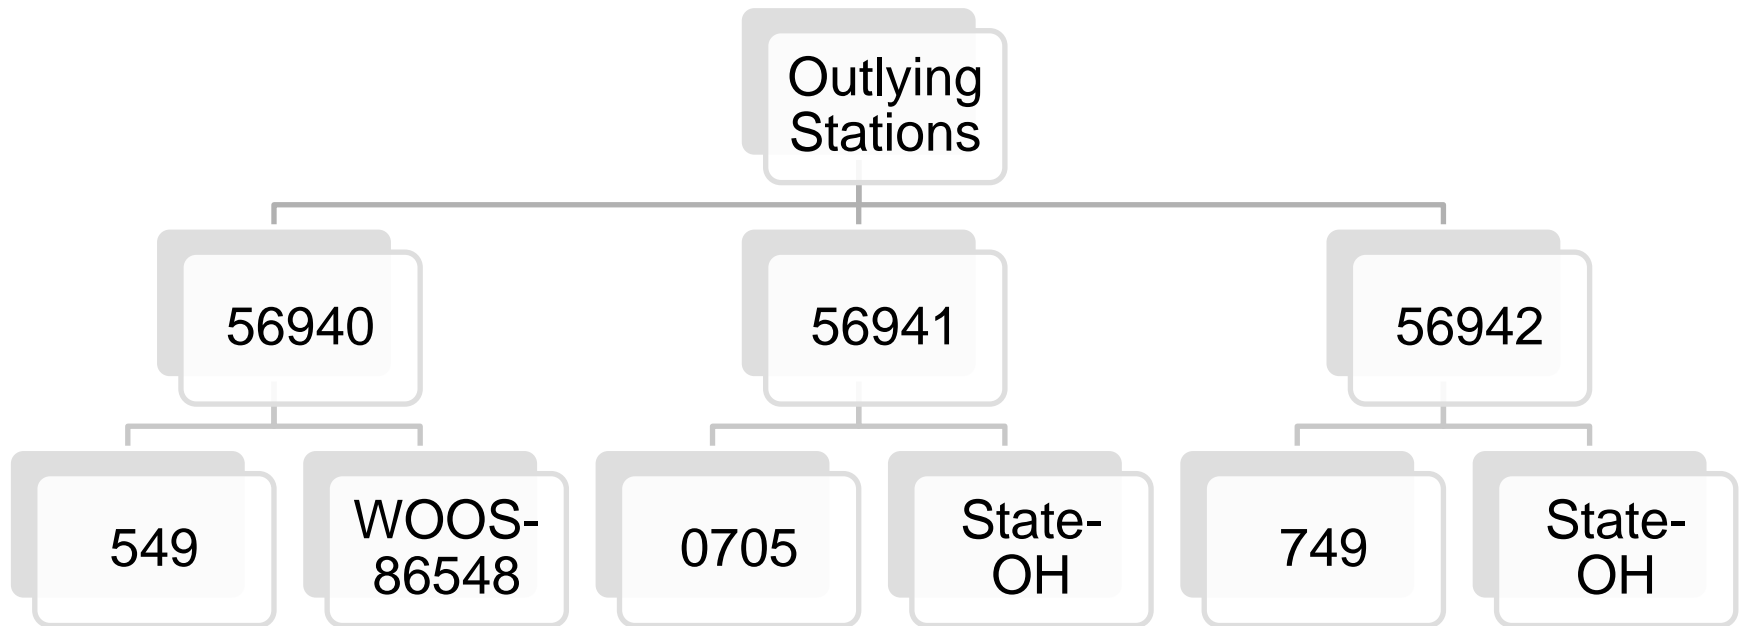 Outlying
Stations
56940
56941
56942
549
WOOS-
86548
0705
State-
OH
749
State-
OH